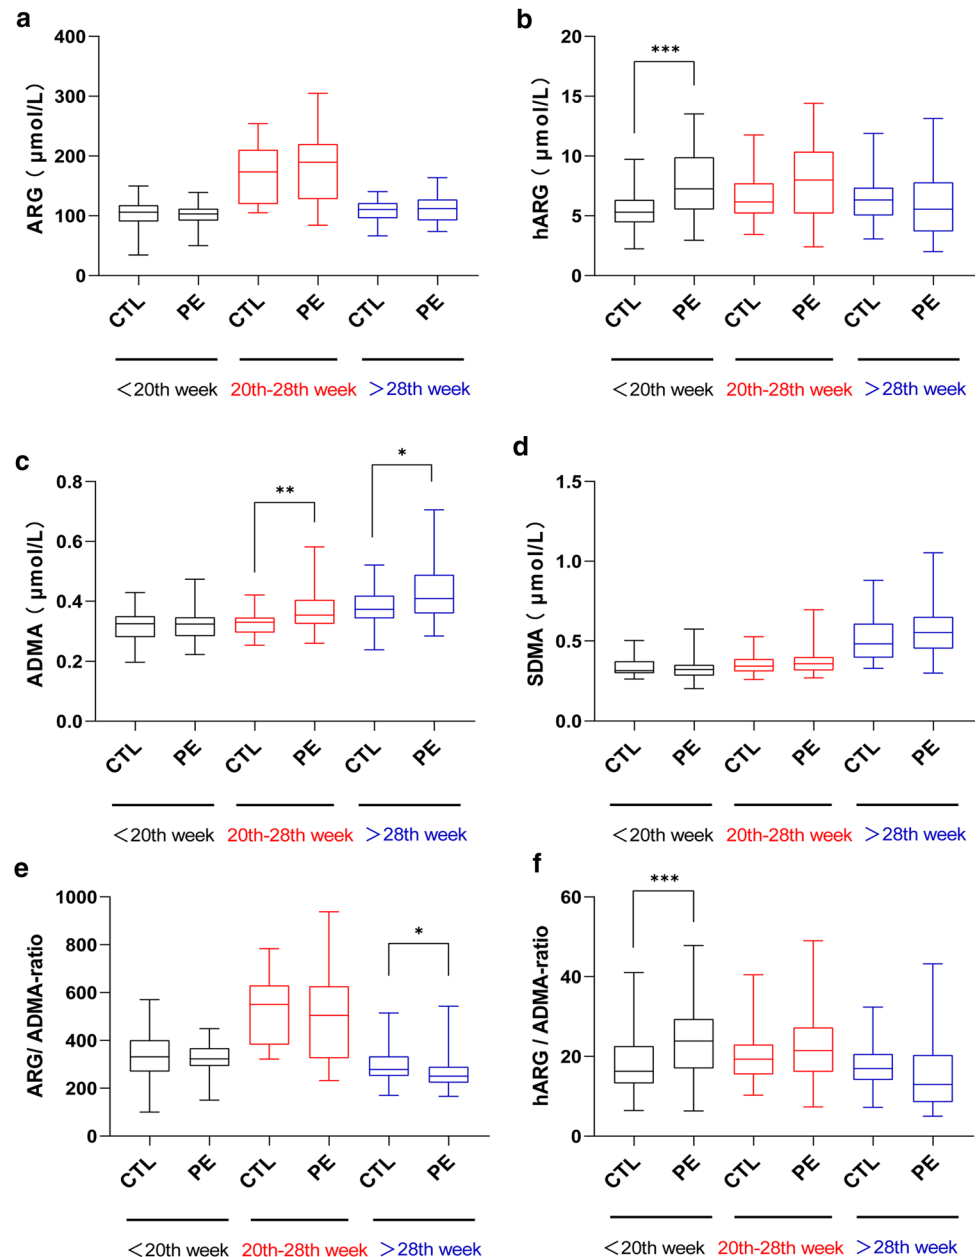 a
ARG ( μmol/L)
400
300
200
100
0
CTL
PE
CTL
PE
CTL
PE
<20th week
20th-28th week
>28th week
b
hARG ( μmol/L)
20
15
10
5
0
***
CTL
PE
CTL
PE
CTL
PE
<20th week
20th-28th week
>28th week
c
ADMA ( μmol/L)
0.8
0.6
0.4
0.2
0.0
**
*
CTL
PE
CTL
PE
CTL
PE
<20th week
20th-28th week
>28th week
d
SDMA ( μmol/L)
1.5
1.0
0.5
0.0
CTL
PE
CTL
PE
CTL
PE
<20th week
20th-28th week
>28th week
e
ARG/ ADMA-ratio
1000
800
600
400
200
0
*
CTL
PE
CTL
PE
CTL
PE
<20th week
20th-28th week
>28th week
f
hARG / ADMA-ratio
60
40
20
0
***
CTL
PE
CTL
PE
CTL
PE
<20th week
20th-28th week
>28th week